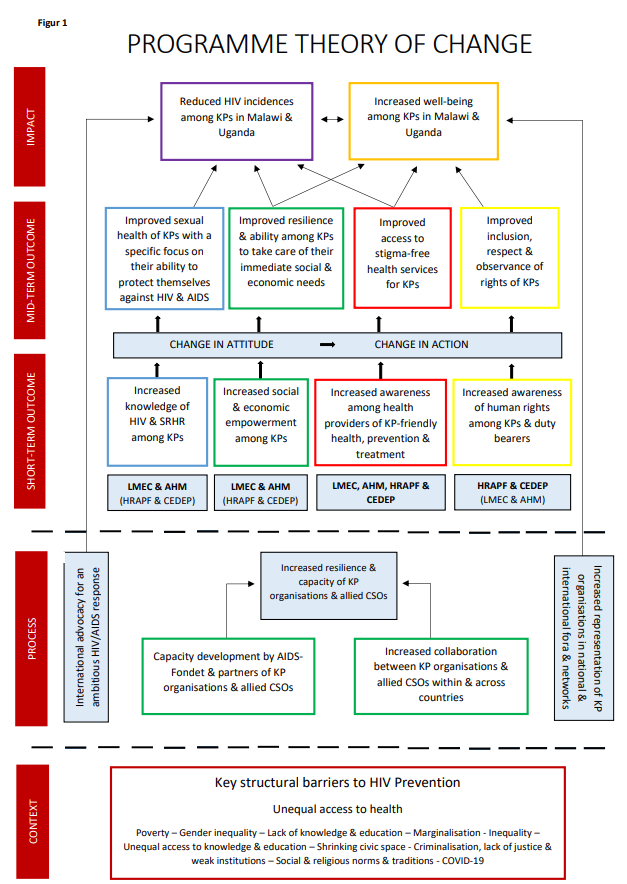 Figur 1
PROGRAMME THEORY OF CHANGE
IMPACT
Reduced HIV incidences
among KPs in Malawi &
Uganda
Increased well-being
among KPs in Malawi &
Uganda
MID-TERM OUTCOME
Improved sexual
health of KPs with a
specific focus on
their ability to
protect themselves
against HIV & AIDS
Improved resilience
& ability among KPs
to take care of their
immediate social &
economic needs
Improved
access to
stigma-free
health services
for KPs
Improved
inclusion,
respect &
observance of
rights of KPs
CHANGE IN ATTITUDE
CHANGE IN ACTION
SHORT-TERM OUTCOME
Increased
knowledge of
HIV & SRHR
among KPs
Increased social
& economic
empowerment
among KPs
Increased awareness
among health
providers of KP-friendly
health, prevention &
treatment
Increased awareness
of human rights
among KPs & duty
bearers
LMEC & AHM
(HRAPF & CEDEP)
LMEC & AHM
(HRAPF & CEDEP)
LMEC, AHM, HRAPF &
CEDEP
HRAPF & CEDEP
(LMEC & AHM)
PROCESS
International advocacy for an
ambitious HIV/AIDS response
Increased resilience &
capacity of KP
organisations & allied CSOs
Capacity development by AIDS-
Fondet & partners of KP
organisations & allied CSOs
Increased collaboration
between KP organisations &
allied CSOs within & across
countries
Increased representation of KP
organisations in national &
international fora & networks
CONTEXT
Key structural barriers to HIV Prevention
Unequal access to health
Poverty – Gender inequality – Lack of knowledge & education – Marginalisation - Inequality –
Unequal access to knowledge & education – Shrinking civic space - Criminalisation, lack of justice &
weak institutions – Social & religious norms & traditions - COVID-19